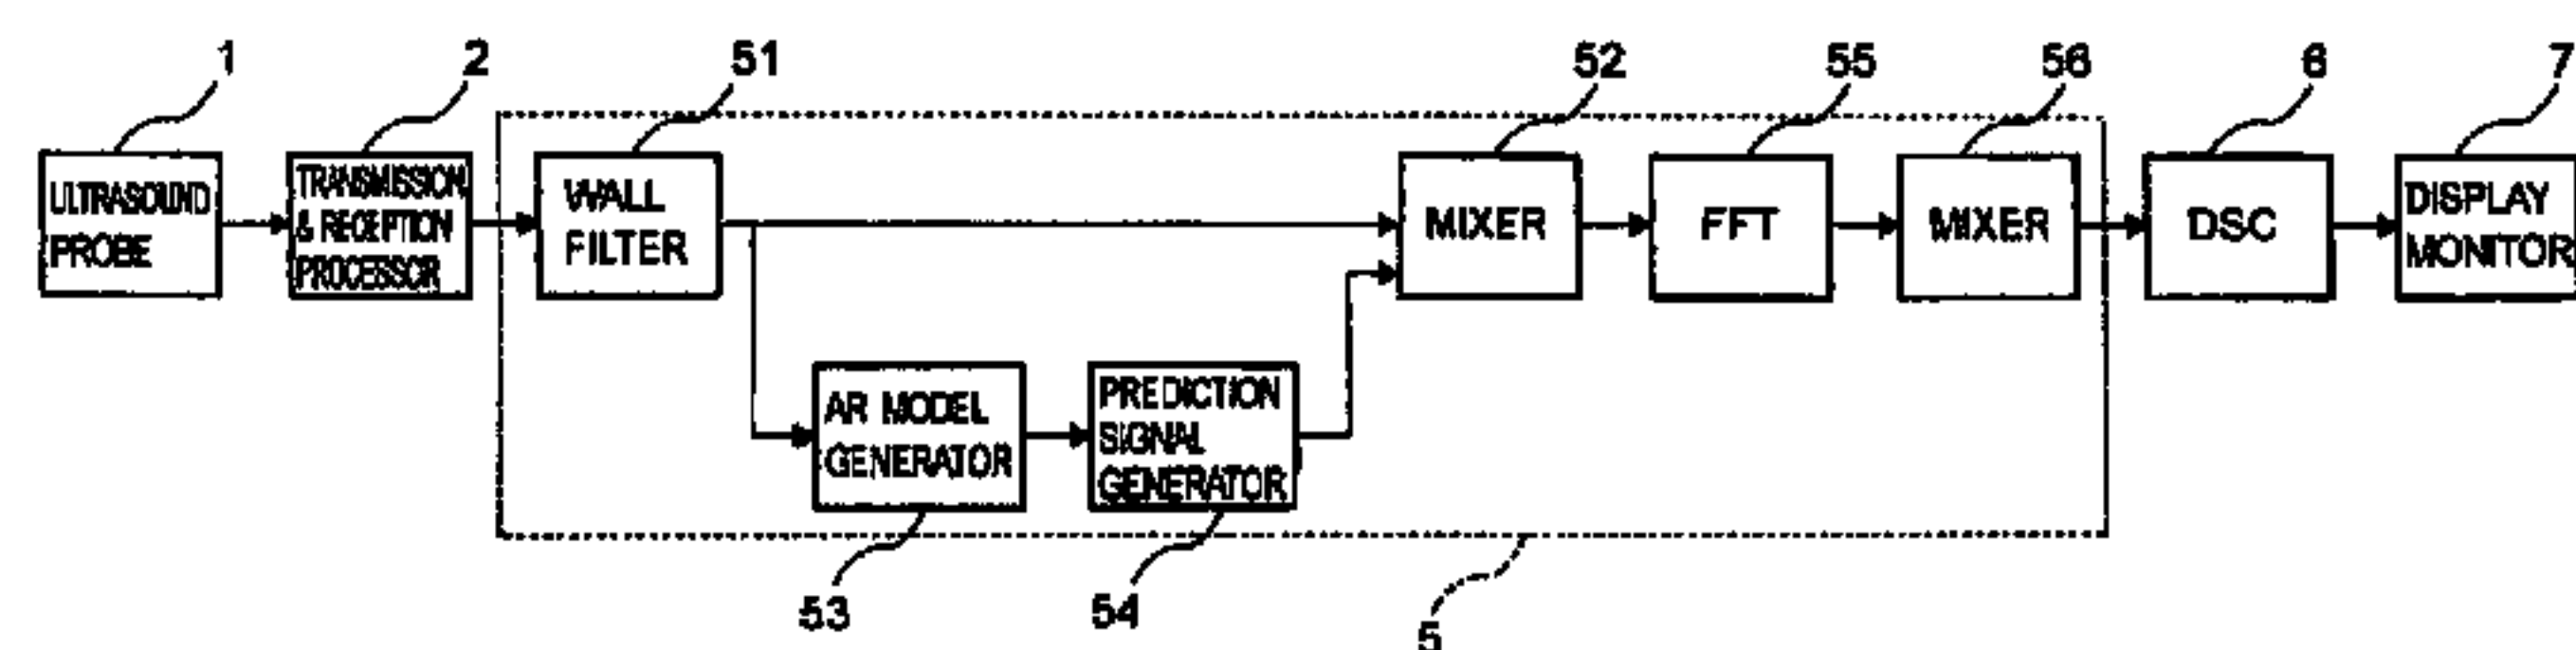 1
2
51
52
55
56
6
7
ULTRASOUND
PROBE
TRANSMISSION
& RECEPTION
PROCESSOR
WALL
FILTER
MIXER
FFT
MIXER
DSC
DISPLAY
MONITOR
AR MODEL
GENERATOR
PREDICTION
SIGNAL
GENERATOR
53
54
5